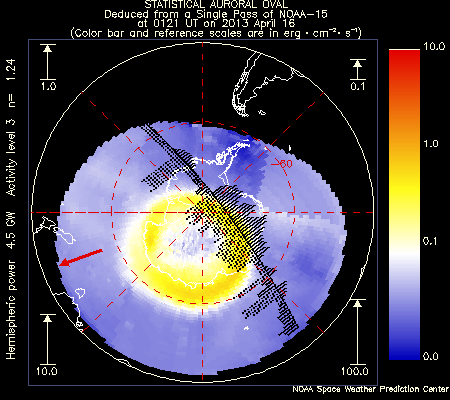 STATISTICAL AURORAL OVAL
Deduced from a Single Pass of NOAA-15
at 0121 UT on 2013 April 16
(Color bar and reference scales are in erg · cm⁻² · s⁻¹)
1.0
0.1
10.0
1.0
-60
0.1
0.0
Hemispheric power 4.5 GW Activity level 3 n= 1.24
10.0
100.0
NOAA Space Weather Prediction Center